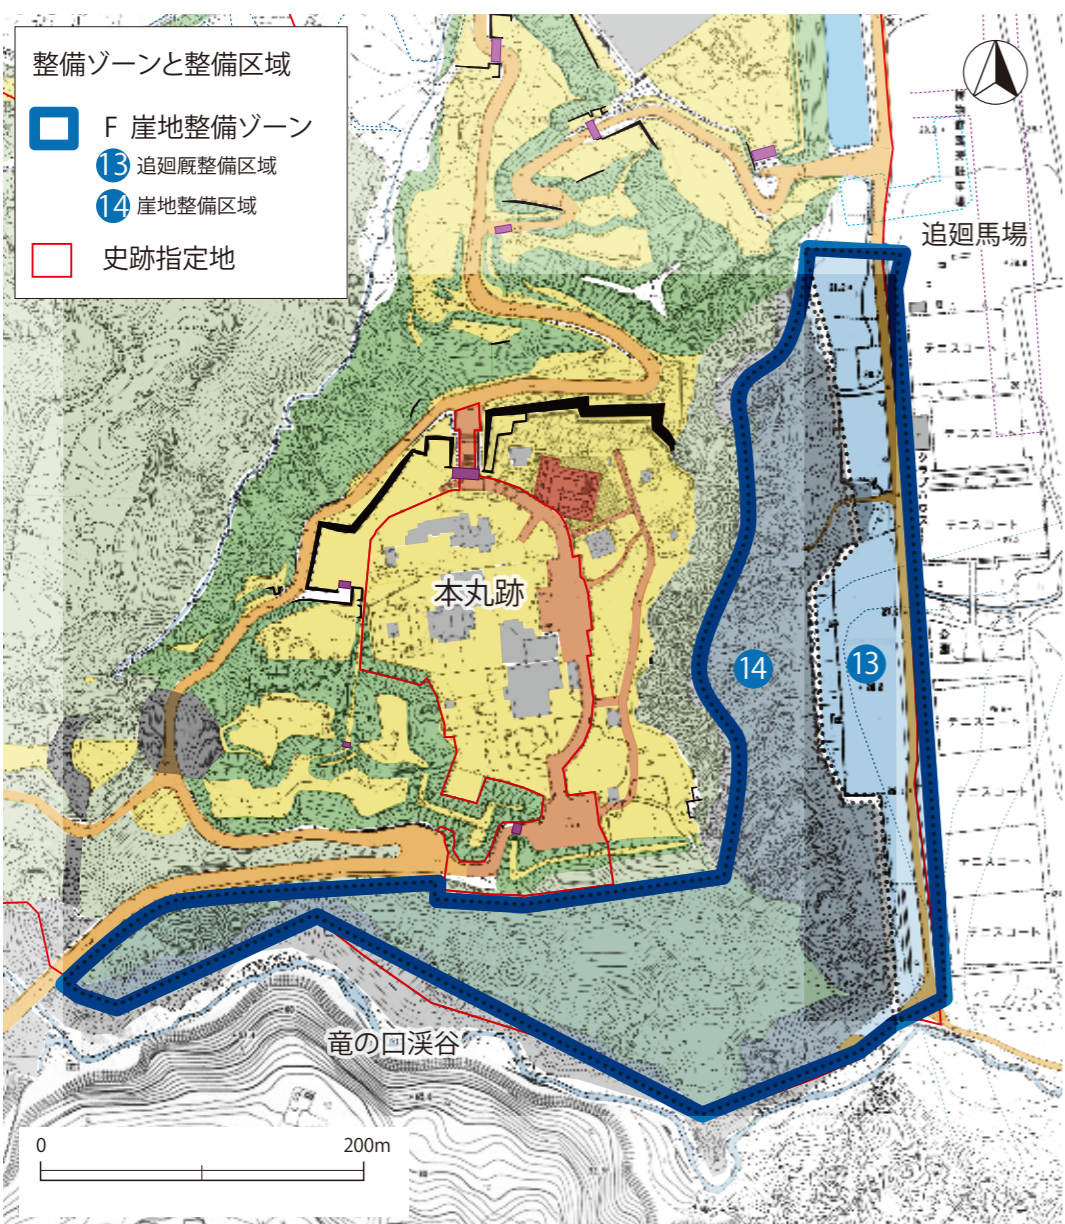 整備ゾーンと整備区域
F 崖地整備ゾーン
13 追廻厩整備区域
14 崖地整備区域
史跡指定地
追廻馬場
テニスコート
テニスコ
テニスコート
本丸跡
14
13
テニスコート
テニスコート
テニスコート
テニスコート
竜の口渓谷
0
200m